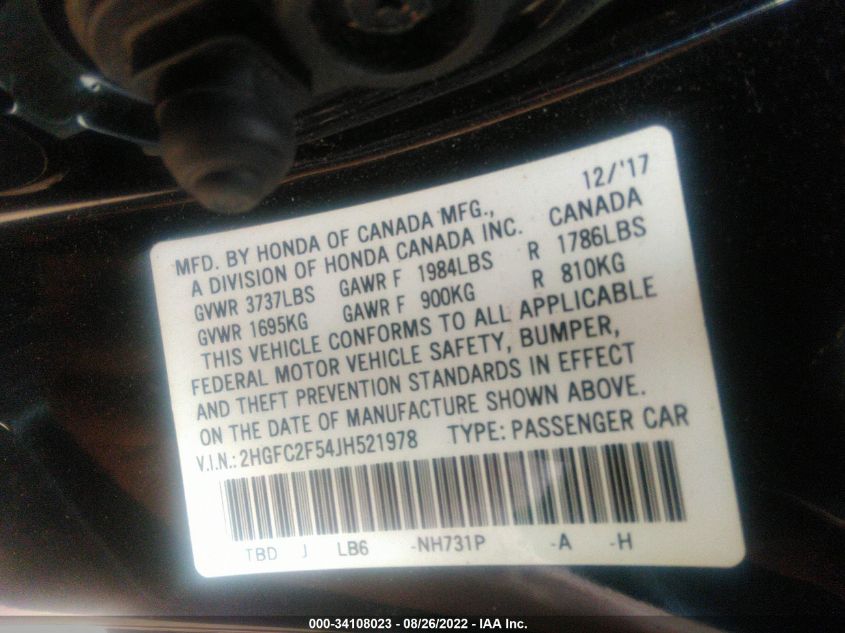 12/'17
MFD. BY HONDA OF CANADA MFG.,
A DIVISION OF HONDA CANADA INC. CANADA
GVWR 3737LBS GAWR F 1984LBS R 1786LBS
GVWR 1695KG GAWR F 900KG R 810KG
THIS VEHICLE CONFORMS TO ALL APPLICABLE
FEDERAL MOTOR VEHICLE SAFETY, BUMPER,
AND THEFT PREVENTION STANDARDS IN EFFECT
ON THE DATE OF MANUFACTURE SHOWN ABOVE.
V.I.N.: 2HGFC2F54JH521978 TYPE: PASSENGER CAR
TBD J LB6 -NH731P -A -H
000-34108023 - 08/26/2022 - IAA Inc.